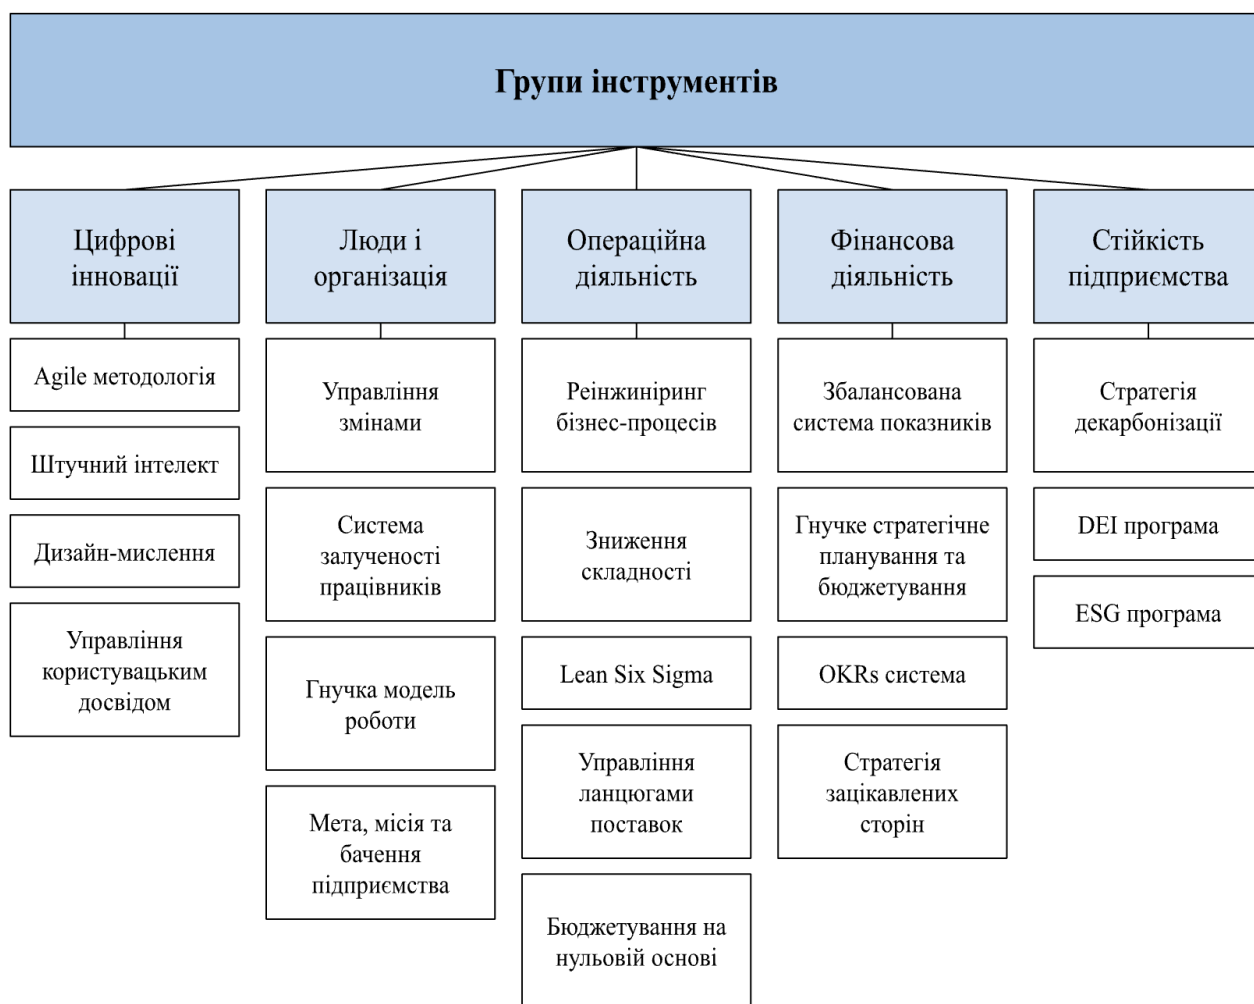 Групи інструментів
Цифрові
інновації
Agile методологія
Штучний інтелект
Дизайн-мислення
Управління
користувацьким
досвідом
Люди і
організація
Управління
змінами
Система
залученості
працівників
Гнучка модель
роботи
Мета, місія та
бачення
підприємства
Операційна
діяльність
Реінжиніринг
бізнес-процесів
Зниження
складності
Lean Six Sigma
Управління
ланцюгами
поставок
Бюджетування на
нульовій основі
Фінансова
діяльність
Збалансована
система показників
Гнучке стратегічне
планування та
бюджетування
OKRs система
Стратегія
зацікавлених
сторін
Стійкість
підприємства
Стратегія
декарбонізації
DEI програма
ESG програма